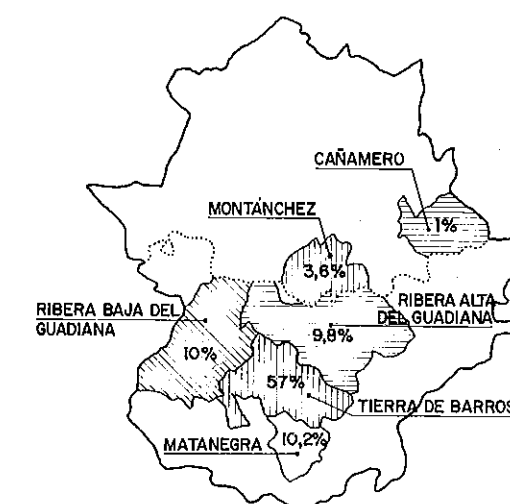 CAÑAMERO
1%
MONTÁNCHEZ
3,6%
RIBERA BAJA DEL
GUADIANA
10%
RIBERA ALTA
DEL GUADIANA
9,8%
57%
TIERRA DE BARROS
MATANEGRA
10,2%